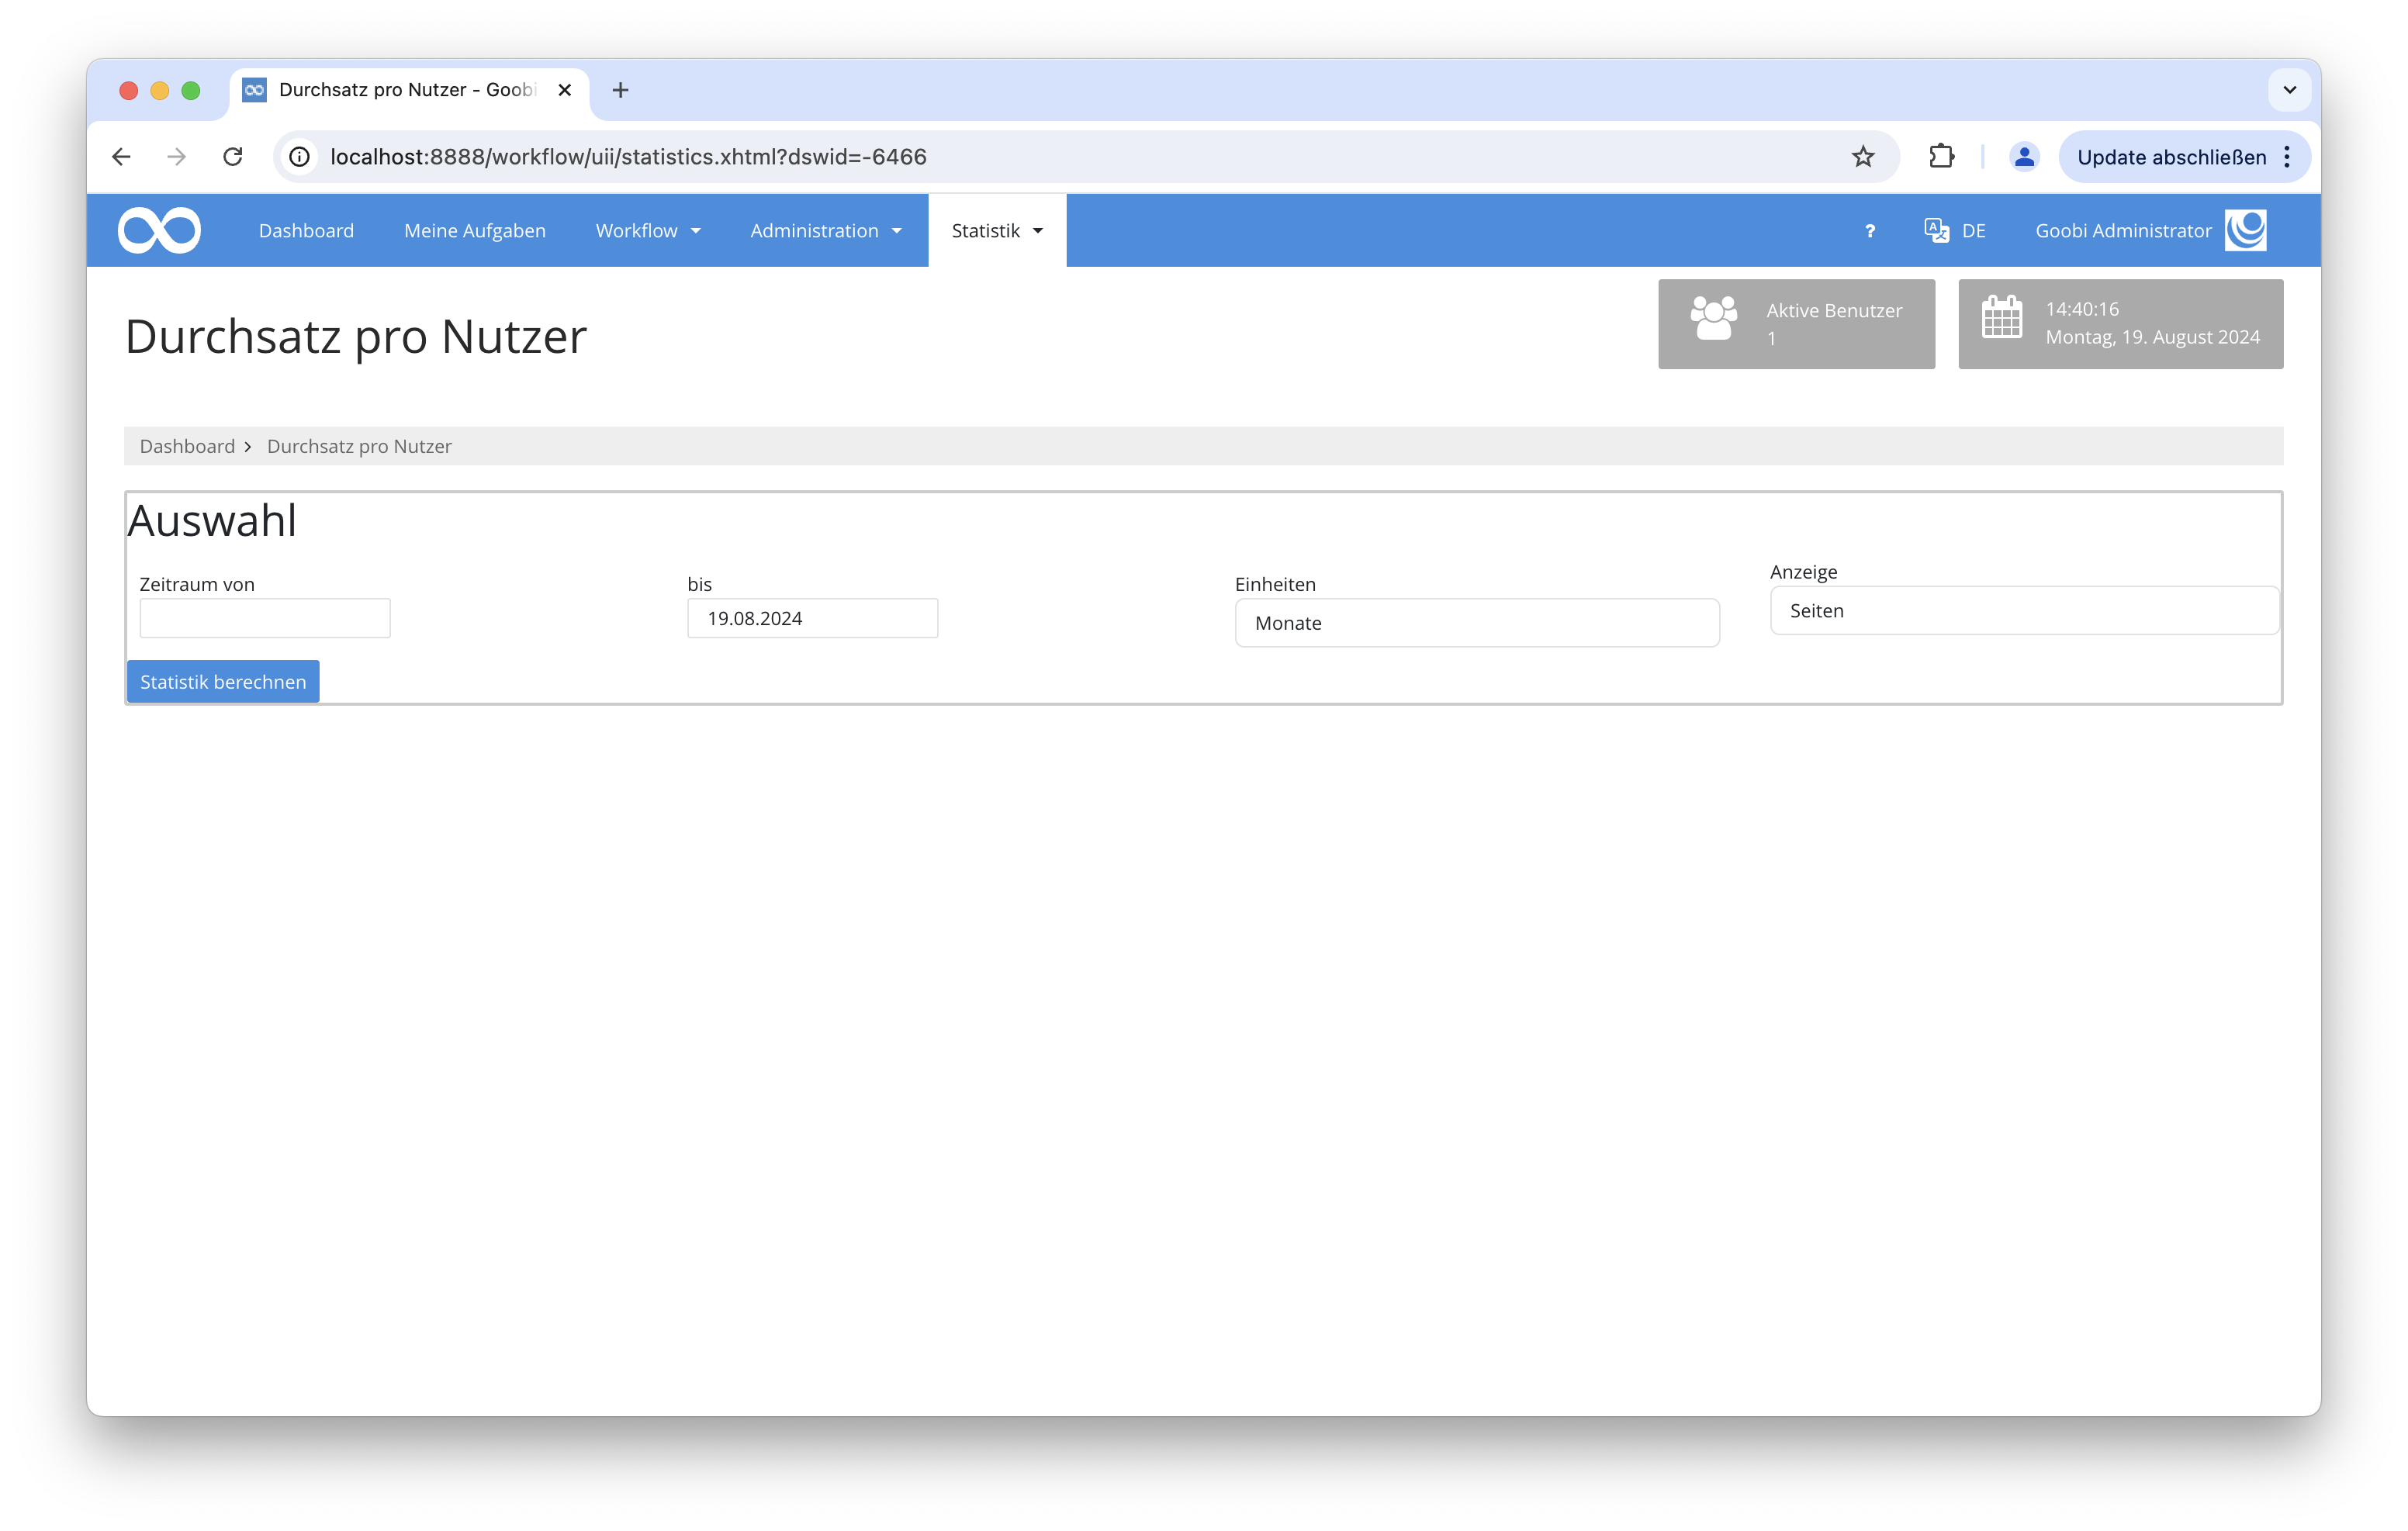 Durchsatz pro Nutzer - Goobi
localhost:8888/workflow/uii/statistics.xhtml?dswid=-6466
Update abschließen
Dashboard
Meine Aufgaben
Workflow
Administration
Statistik
?
DE
Goobi Administrator
Durchsatz pro Nutzer
Aktive Benutzer
1
14:40:16
Montag, 19. August 2024
Dashboard
Durchsatz pro Nutzer
Auswahl
Zeitraum von
bis
19.08.2024
Einheiten
Monate
Anzeige
Seiten
Statistik berechnen